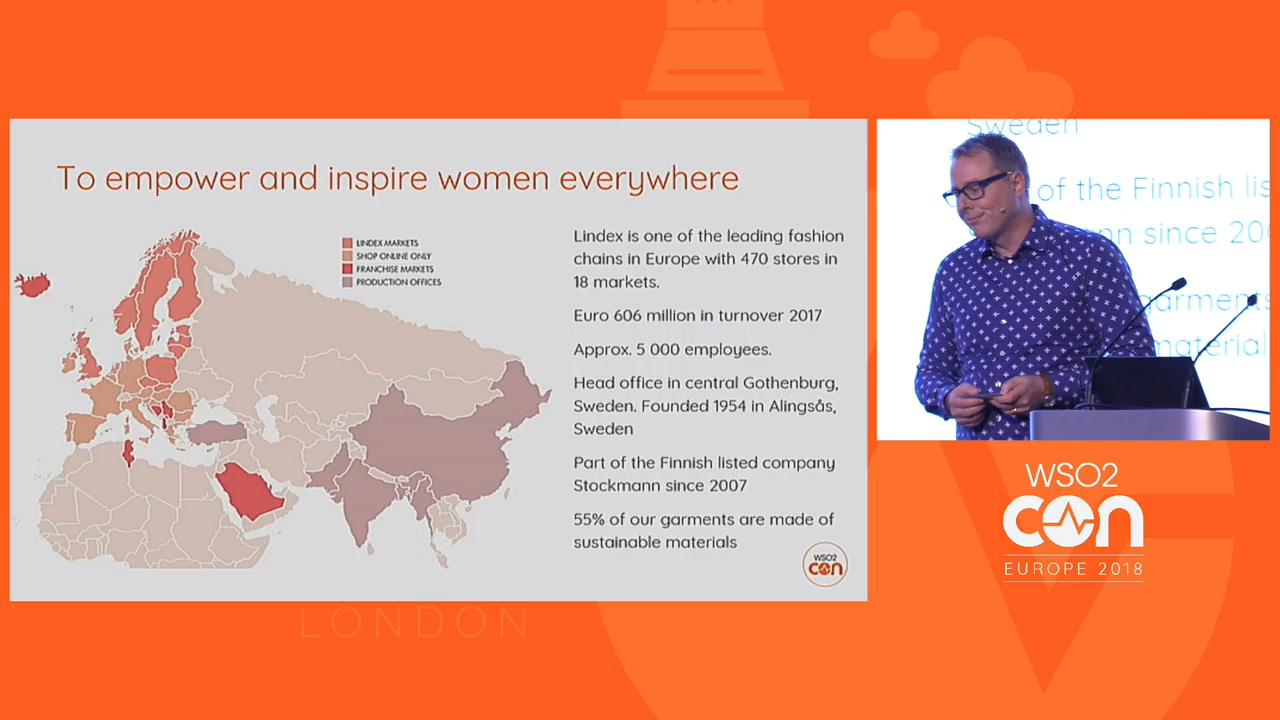 To empower and inspire women everywhere
LINDEX MARKETS
SHOP ONLINE ONLY
FRANCHISE MARKETS
PRODUCTION OFFICES
Lindex is one of the leading fashion
chains in Europe with 470 stores in
18 markets.
Euro 606 million in turnover 2017
Approx. 5 000 employees.
Head office in central Gothenburg,
Sweden. Founded 1954 in Alingsås,
Sweden
Part of the Finnish listed company
Stockmann since 2007
55% of our garments are made of
sustainable materials
WSO2
CON
Sweden
of the Finnish lis
nn since 200
garments
material
WSO2
CON
EUROPE 2018
LONDON